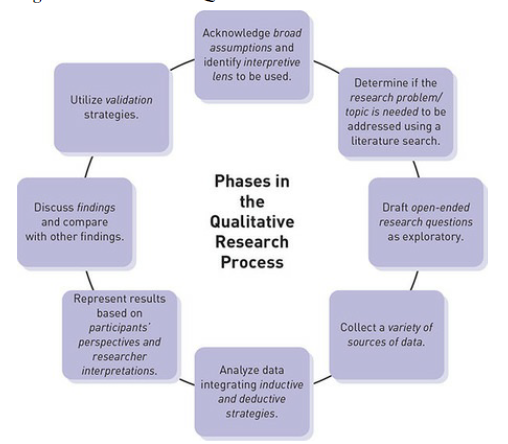 Acknowledge broad
assumptions and
identify interpretive
lens to be used.
Determine if the
research problem/
topic is needed to be
addressed using a
literature search.
Draft open-ended
research questions
as exploratory.
Collect a variety of
sources of data.
Analyze data
integrating inductive
and deductive
strategies.
Represent results
based on
participants'
perspectives and
researcher
interpretations.
Discuss findings
and compare
with other findings.
Utilize validation
strategies.
Phases in
the
Qualitative
Research
Process